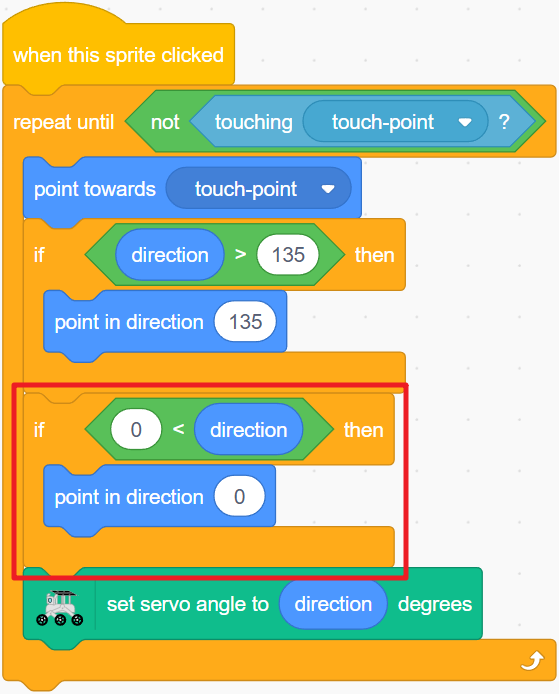 when this sprite clicked
repeat until not touching touch-point ?
point towards touch-point
if direction > 135 then
point in direction 135
if 0 < direction then
point in direction 0
set servo angle to direction degrees